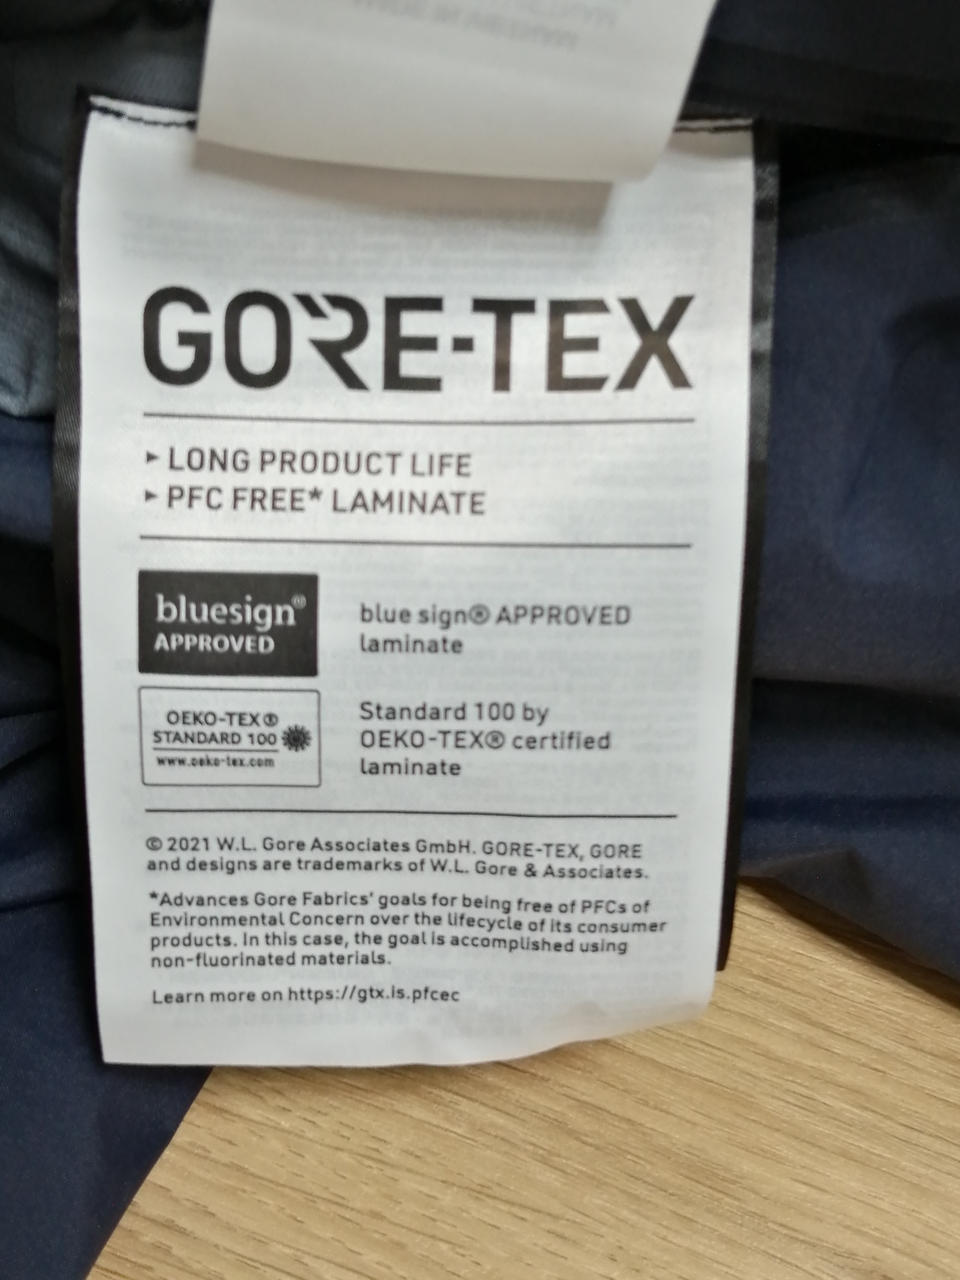 GORE-TEX
▸ LONG PRODUCT LIFE
▸ PFC FREE* LAMINATE
bluesign®
APPROVED
blue sign® APPROVED
laminate
OEKO-TEX®
STANDARD 100
www.oeko-tex.com
Standard 100 by
OEKO-TEX® certified
laminate
© 2021 W.L. Gore Associates GmbH. GORE-TEX, GORE
and designs are trademarks of W.L. Gore & Associates.
*Advances Gore Fabrics' goals for being free of PFCs of
Environmental Concern over the lifecycle of its consumer
products. In this case, the goal is accomplished using
non-fluorinated materials.
Learn more on https://gtx.is.pfcec